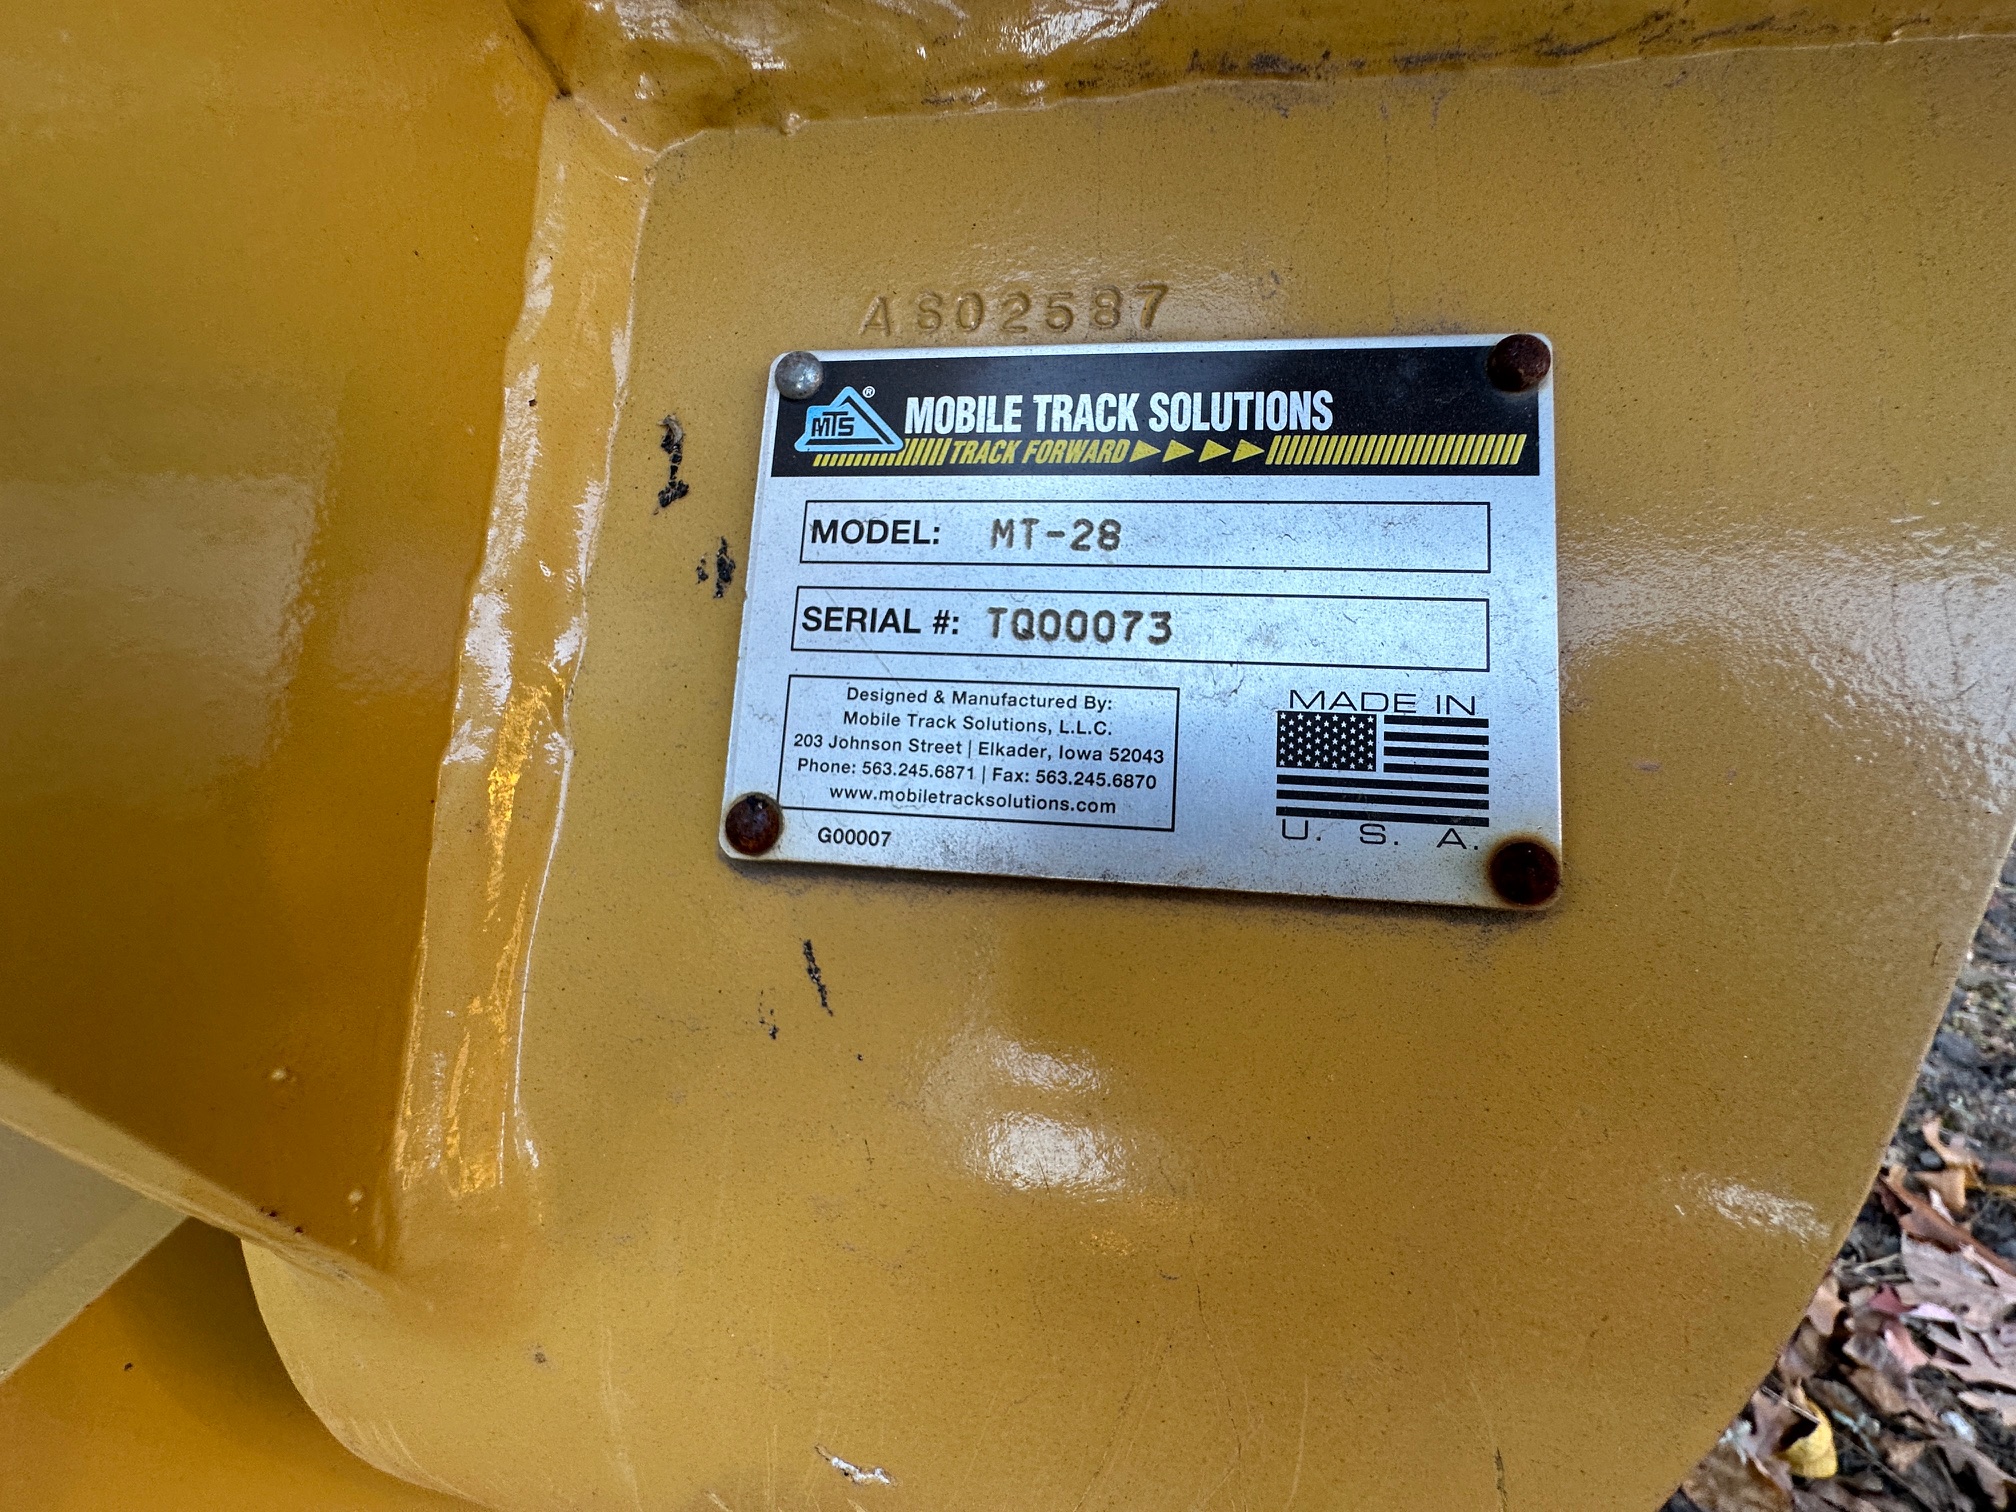 AS02587
MTS®
MOBILE TRACK SOLUTIONS
TRACK FORWARD
MODEL: MT-28
SERIAL #: TQ00073
Designed & Manufactured By:
Mobile Track Solutions, L.L.C.
203 Johnson Street | Elkader, Iowa 52043
Phone: 563.245.6871 | Fax: 563.245.6870
www.mobiletracksolutions.com
G00007
MADE IN
U. S. A.